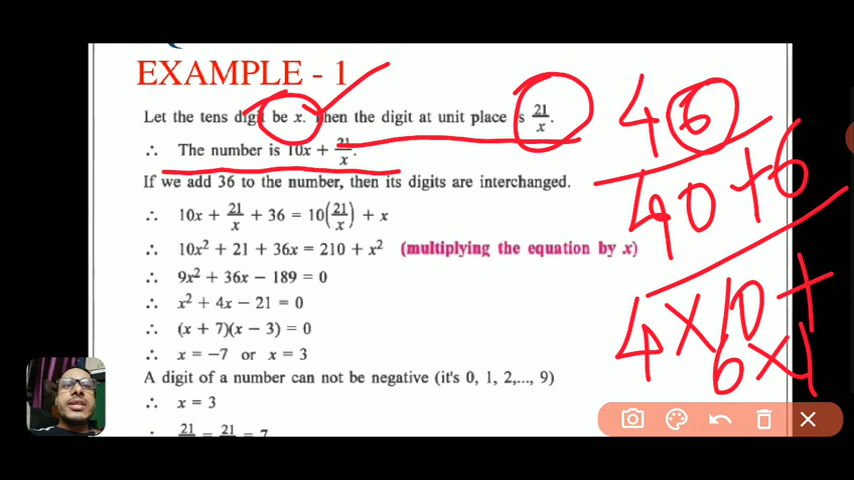 EXAMPLE - 1
Let the tens digit be x. Then the digit at unit place is 21/x.
∴ The number is 10x + 21/x.
If we add 36 to the number, then its digits are interchanged.
∴ 10x + 21/x + 36 = 10(21/x) + x
∴ 10x² + 21 + 36x = 210 + x² (multiplying the equation by x)
∴ 9x² + 36x − 189 = 0
∴ x² + 4x − 21 = 0
∴ (x + 7)(x − 3) = 0
∴ x = −7 or x = 3
A digit of a number can not be negative (it's 0, 1, 2,..., 9)
∴ x = 3
∴ 21/x = 21/3 = 7
46
40+6
4×10+
6×1